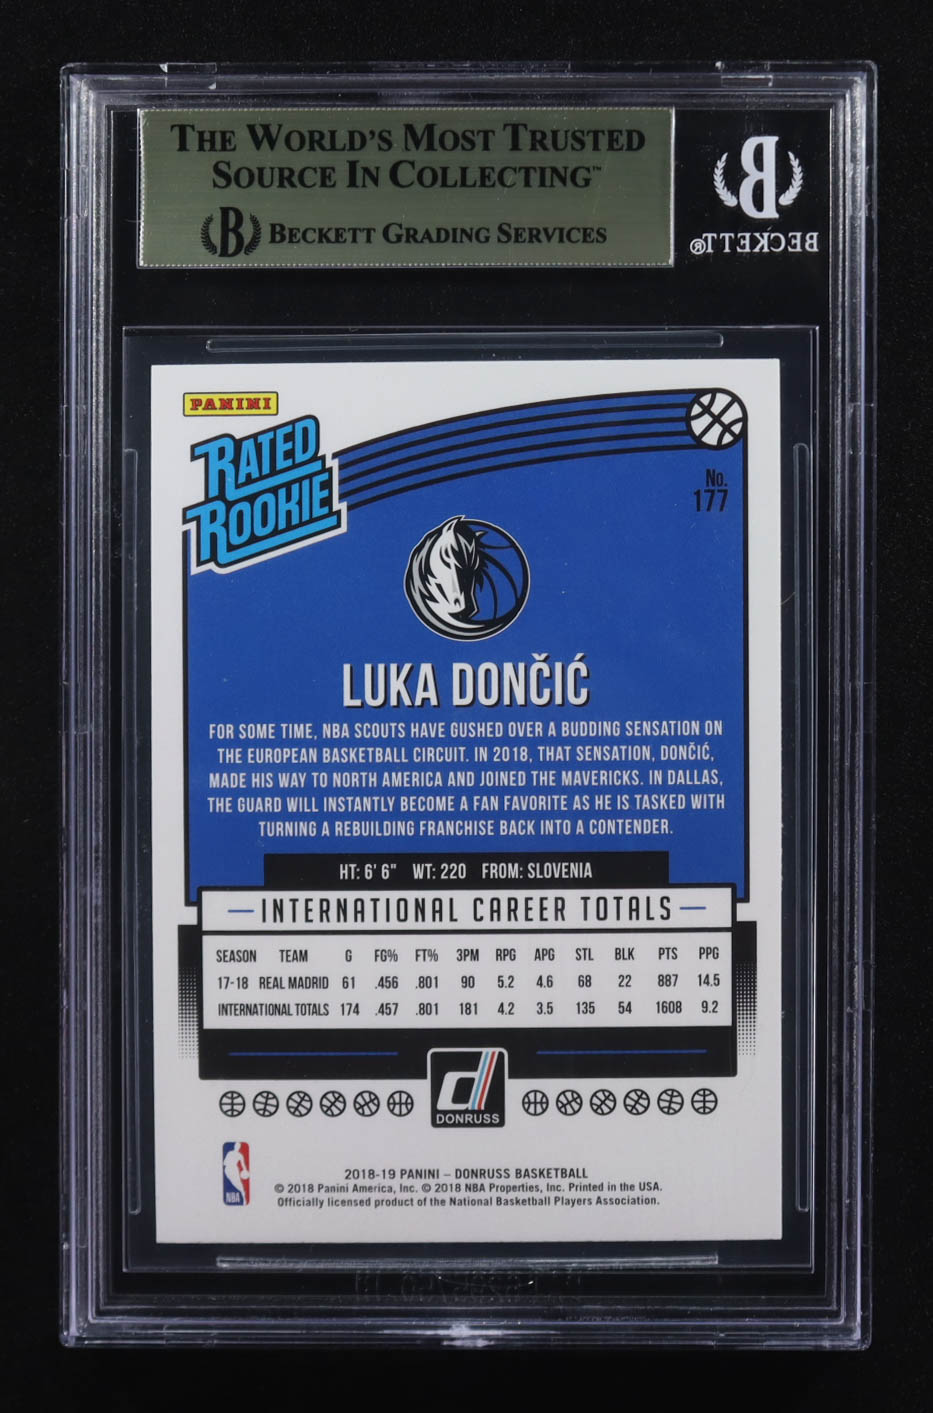 THE WORLD'S MOST TRUSTED
SOURCE IN COLLECTING™
B BECKETT GRADING SERVICES
B
BECKETT®
PANINI
RATED
ROOKIE
No.
177
LUKA DONČIĆ
FOR SOME TIME, NBA SCOUTS HAVE GUSHED OVER A BUDDING SENSATION ON
THE EUROPEAN BASKETBALL CIRCUIT. IN 2018, THAT SENSATION, DONČIĆ,
MADE HIS WAY TO NORTH AMERICA AND JOINED THE MAVERICKS. IN DALLAS,
THE GUARD WILL INSTANTLY BECOME A FAN FAVORITE AS HE IS TASKED WITH
TURNING A REBUILDING FRANCHISE BACK INTO A CONTENDER.
HT: 6' 6" WT: 220 FROM: SLOVENIA
INTERNATIONAL CAREER TOTALS
SEASON TEAM G FG% FT% 3PM RPG APG STL BLK PTS PPG
17-18 REAL MADRID 61 .456 .801 90 5.2 4.6 68 22 887 14.5
INTERNATIONAL TOTALS 174 .457 .801 181 4.2 3.5 135 54 1608 9.2
d
DONRUSS
NBA
2018-19 PANINI – DONRUSS BASKETBALL
© 2018 Panini America, Inc. © 2018 NBA Properties, Inc. Printed in the USA.
Officially licensed product of the National Basketball Players Association.